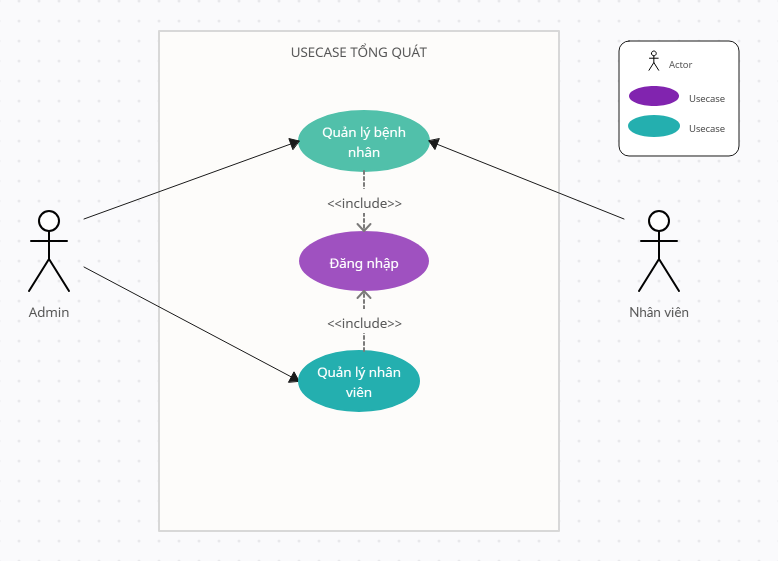 USECASE TỔNG QUÁT
Actor
Usecase
Usecase
Quản lý bệnh
nhân
<<include>>
Đăng nhập
Admin
Nhân viên
<<include>>
Quản lý nhân
viên